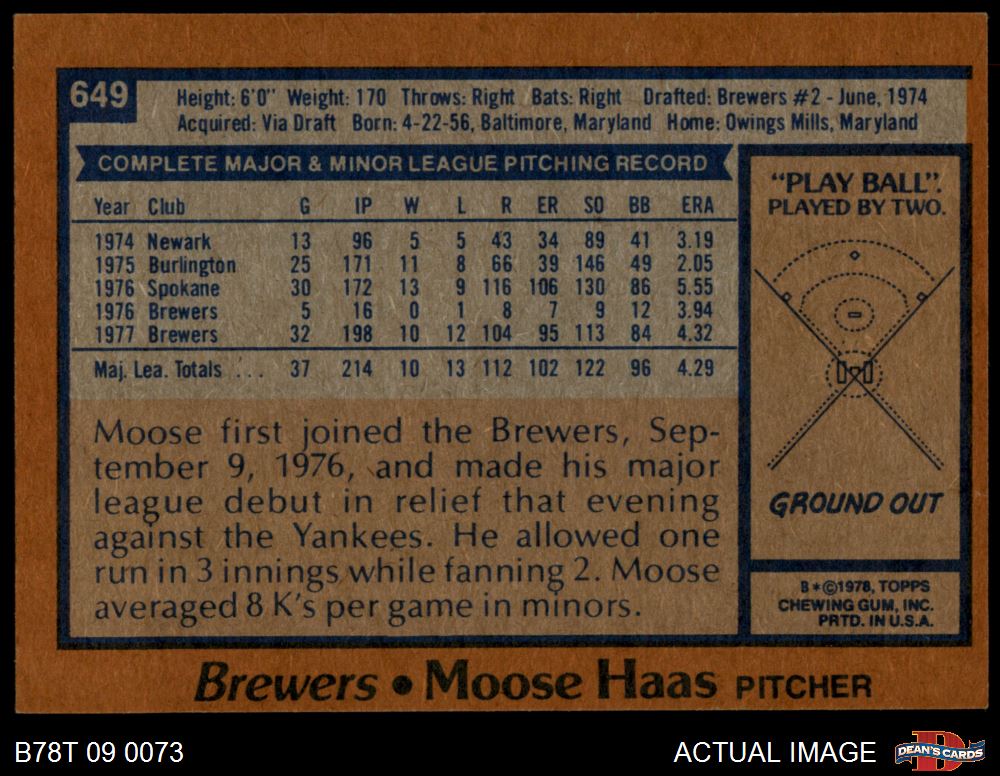 649
Height: 6'0" Weight: 170 Throws: Right Bats: Right Drafted: Brewers #2 - June, 1974
Acquired: Via Draft Born: 4-22-56, Baltimore, Maryland Home: Owings Mills, Maryland
COMPLETE MAJOR & MINOR LEAGUE PITCHING RECORD
Year Club G IP W L R ER SO BB ERA
1974 Newark 13 96 5 5 43 34 89 41 3.19
1975 Burlington 25 171 11 8 66 39 146 49 2.05
1976 Spokane 30 172 13 9 116 106 130 86 5.55
1976 Brewers 5 16 0 1 8 7 9 12 3.94
1977 Brewers 32 198 10 12 104 95 113 84 4.32
Maj. Lea. Totals ... 37 214 10 13 112 102 122 96 4.29
Moose first joined the Brewers, Sep-
tember 9, 1976, and made his major
league debut in relief that evening
against the Yankees. He allowed one
run in 3 innings while fanning 2. Moose
averaged 8 K's per game in minors.
"PLAY BALL".
PLAYED BY TWO.
GROUND OUT
B*©1978, TOPPS
CHEWING GUM, INC.
PRTD. IN U.S.A.
Brewers • Moose Haas PITCHER
B78T 09 0073
ACTUAL IMAGE
DEAN'S CARDS